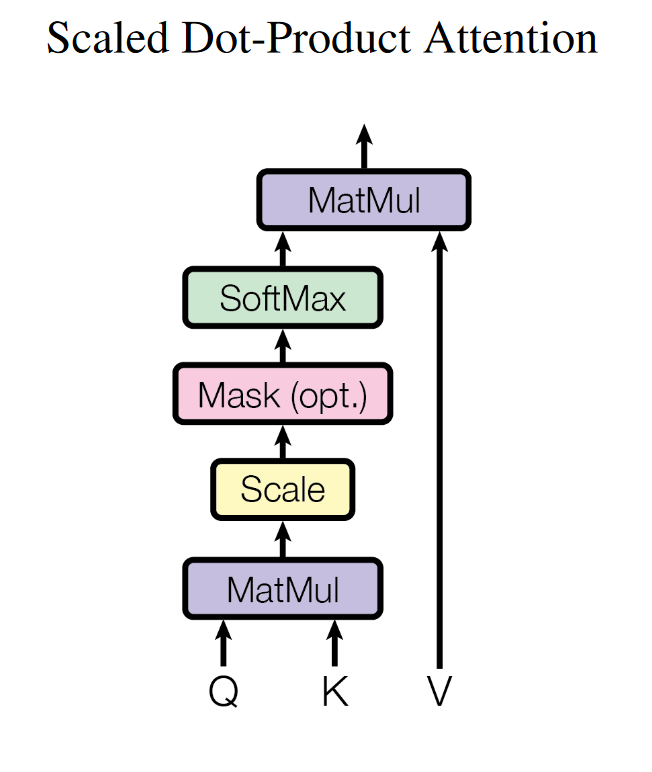 Scaled Dot-Product Attention
MatMul
SoftMax
Mask (opt.)
Scale
MatMul
Q K V